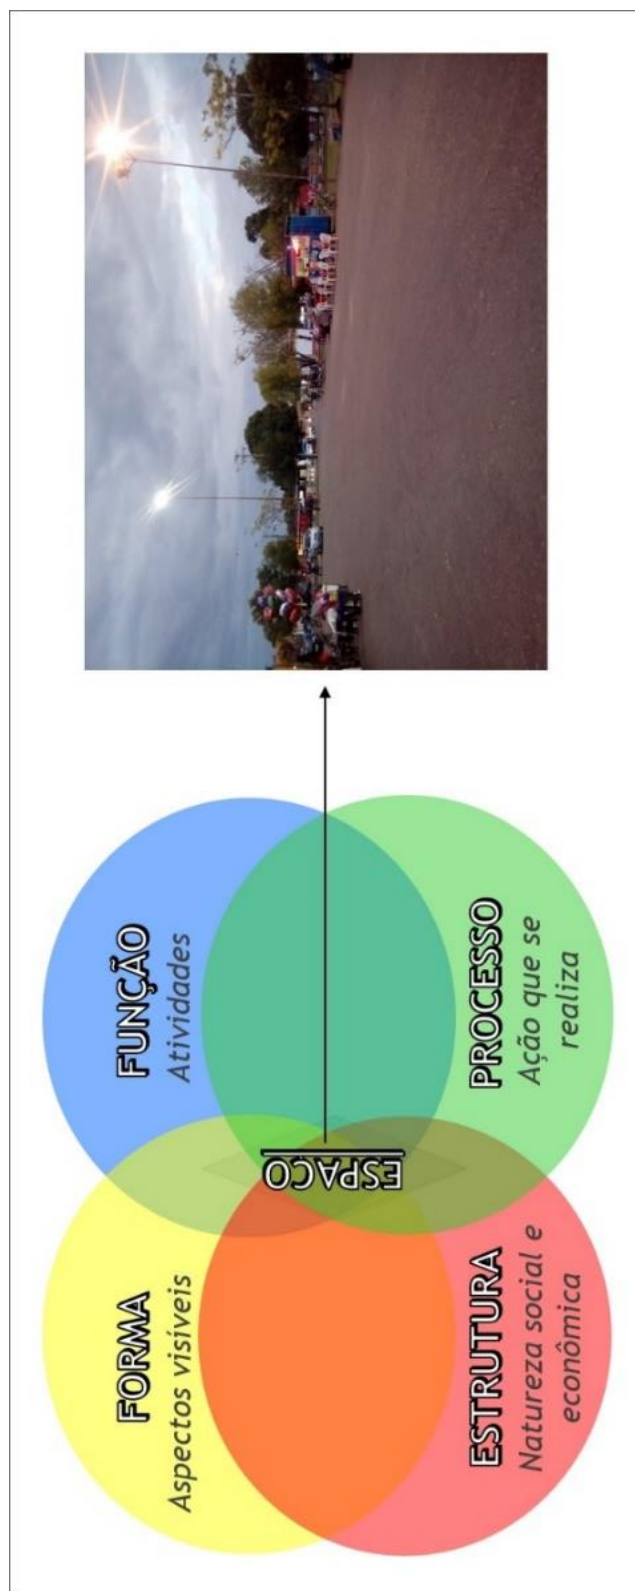 FORMA
Aspectos visíveis
FUNÇÃO
Atividades
ESPAÇO
ESTRUTURA
Natureza social e
econômica
PROCESSO
Ação que se
realiza